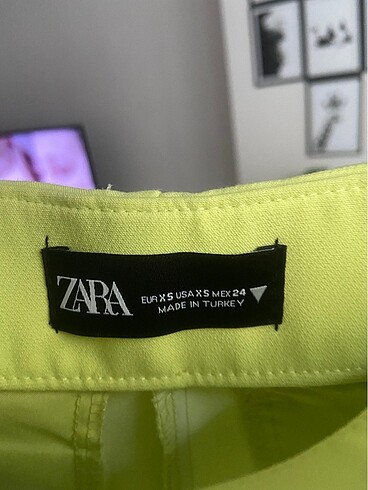 ZARA
EUR XS USA XS MEX 24
MADE IN TURKEY